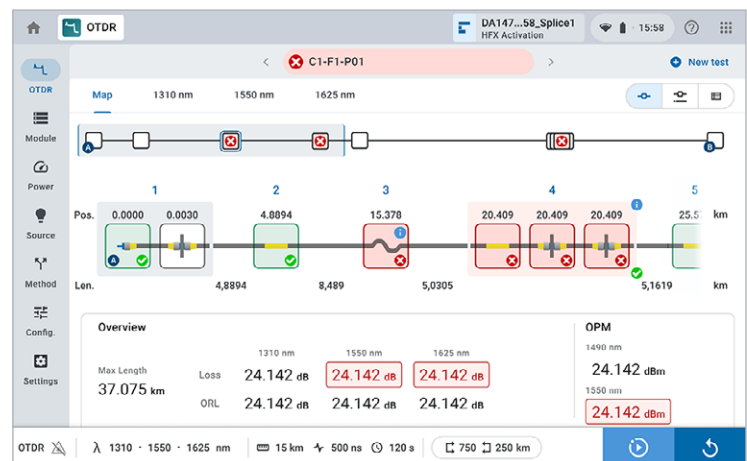 OTDR
DA147...58_Splice1
HFX Activation
15:58
C1-F1-P01
New test
OTDR
Module
Power
Source
Method
Config.
Settings
Map 1310 nm 1550 nm 1625 nm
A B
1 2 3 4 5
Pos. 0.0000 0.0030 4.8894 15.378 20.409 20.409 20.409 25.5 km
A
Len. 4,8894 8,489 5,0305 5,1619 km
Overview
1310 nm 1550 nm 1625 nm
Max Length
37.075 km
Loss 24.142 dB 24.142 dB 24.142 dB
ORL 24.142 dB 24.142 dB 24.142 dB
OPM
1490 nm
24.142 dBm
1550 nm
24.142 dBm
OTDR λ 1310 · 1550 · 1625 nm 15 km 500 ns 120 s 750 250 km